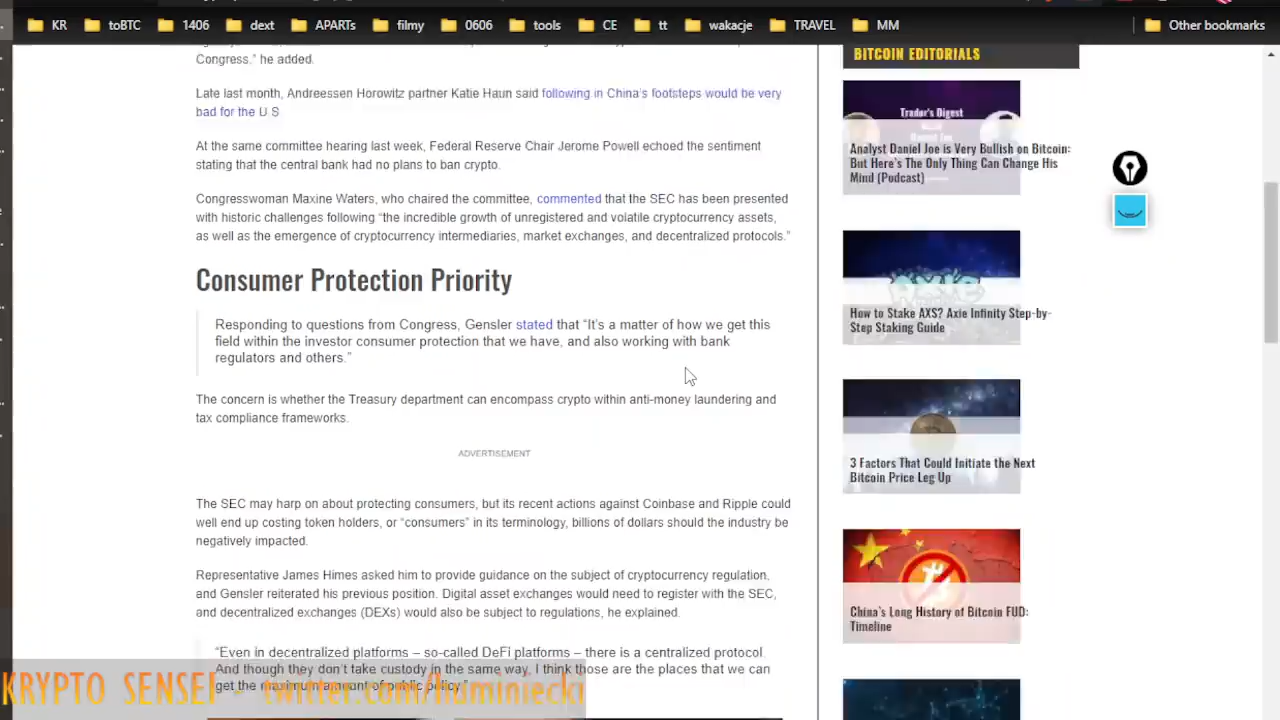 KR toBTC 1406 dext APARTs filmy 0606 tools CE tt wakacje TRAVEL MM Other bookmarks
Congress.” he added.
Late last month, Andreessen Horowitz partner Katie Haun said following in China's footsteps would be very
bad for the U S
At the same committee hearing last week, Federal Reserve Chair Jerome Powell echoed the sentiment
stating that the central bank had no plans to ban crypto.
Congresswoman Maxine Waters, who chaired the committee, commented that the SEC has been presented
with historic challenges following “the incredible growth of unregistered and volatile cryptocurrency assets,
as well as the emergence of cryptocurrency intermediaries, market exchanges, and decentralized protocols.”
Consumer Protection Priority
Responding to questions from Congress, Gensler stated that “It's a matter of how we get this
field within the investor consumer protection that we have, and also working with bank
regulators and others.”
The concern is whether the Treasury department can encompass crypto within anti-money laundering and
tax compliance frameworks.
ADVERTISEMENT
The SEC may harp on about protecting consumers, but its recent actions against Coinbase and Ripple could
well end up costing token holders, or “consumers” in its terminology, billions of dollars should the industry be
negatively impacted.
Representative James Himes asked him to provide guidance on the subject of cryptocurrency regulation,
and Gensler reiterated his previous position. Digital asset exchanges would need to register with the SEC,
and decentralized exchanges (DEXs) would also be subject to regulations, he explained.
“Even in decentralized platforms – so-called DeFi platforms – there is a centralized protocol.
And though they don't take custody in the same way, I think those are the places that we can
get the maximum amount of public policy.”
KRYPTO SENSEI - twitter.com/huminiecki
BITCOIN EDITORIALS
Trader's Digest
Analyst Daniel Joe is Very Bullish on Bitcoin:
But Here's The Only Thing Can Change His
Mind (Podcast)
How to Stake AXS? Axie Infinity Step-by-
Step Staking Guide
3 Factors That Could Initiate the Next
Bitcoin Price Leg Up
China's Long History of Bitcoin FUD:
Timeline